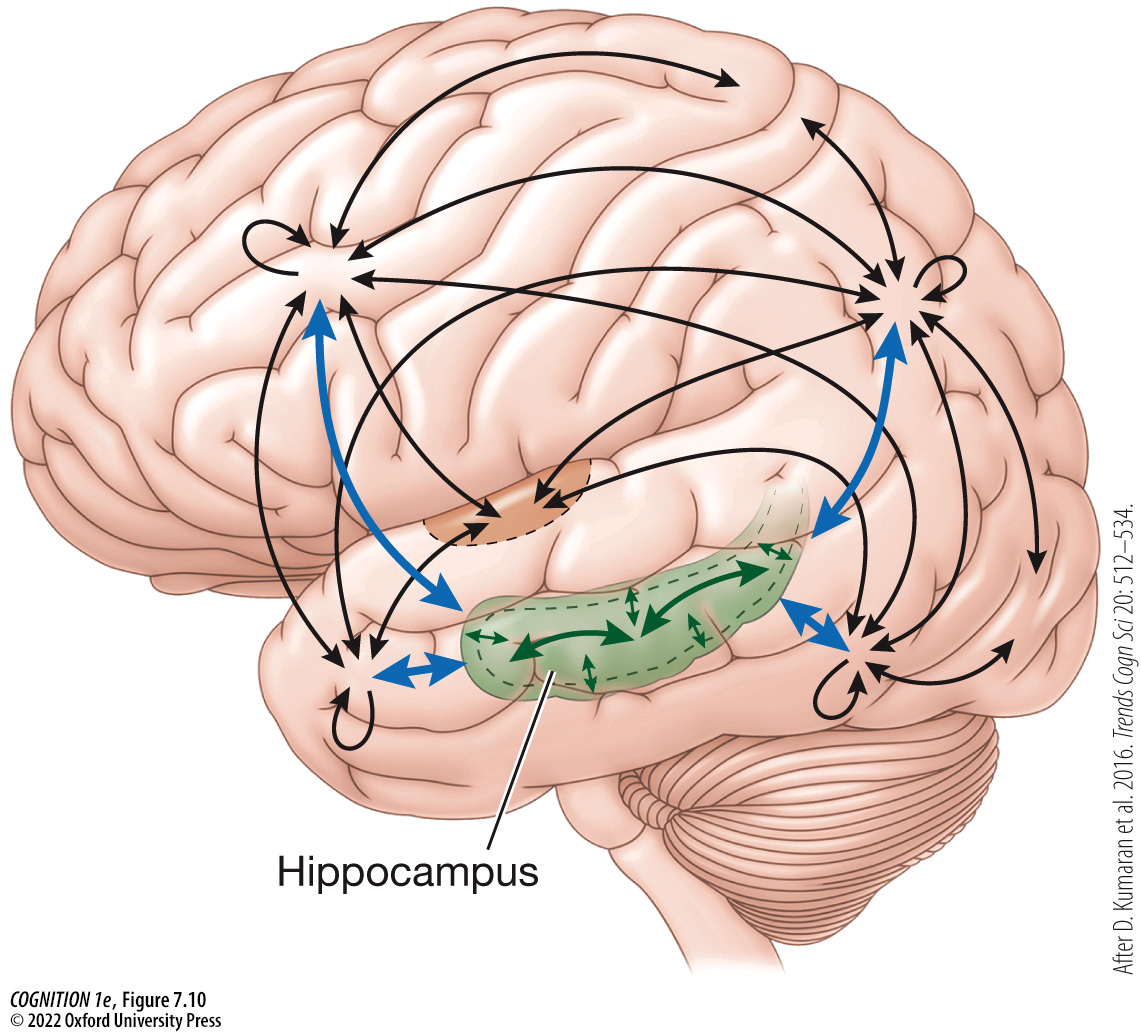 Hippocampus
After D. Kumaran et al. 2016. Trends Cogn Sci 20: 512–534.
COGNITION 1e, Figure 7.10
© 2022 Oxford University Press